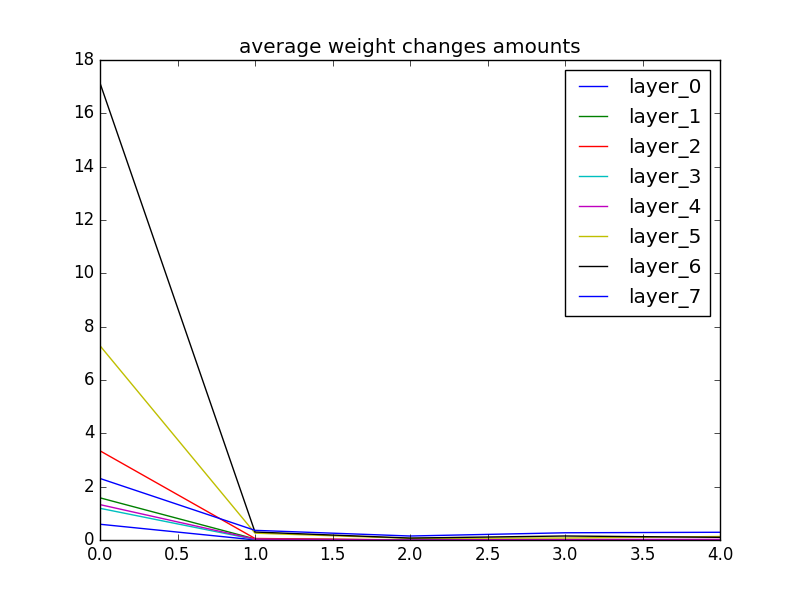 average weight changes amounts
18
16
14
12
10
8
6
4
2
0
0.0 0.5 1.0 1.5 2.0 2.5 3.0 3.5 4.0
layer_0
layer_1
layer_2
layer_3
layer_4
layer_5
layer_6
layer_7